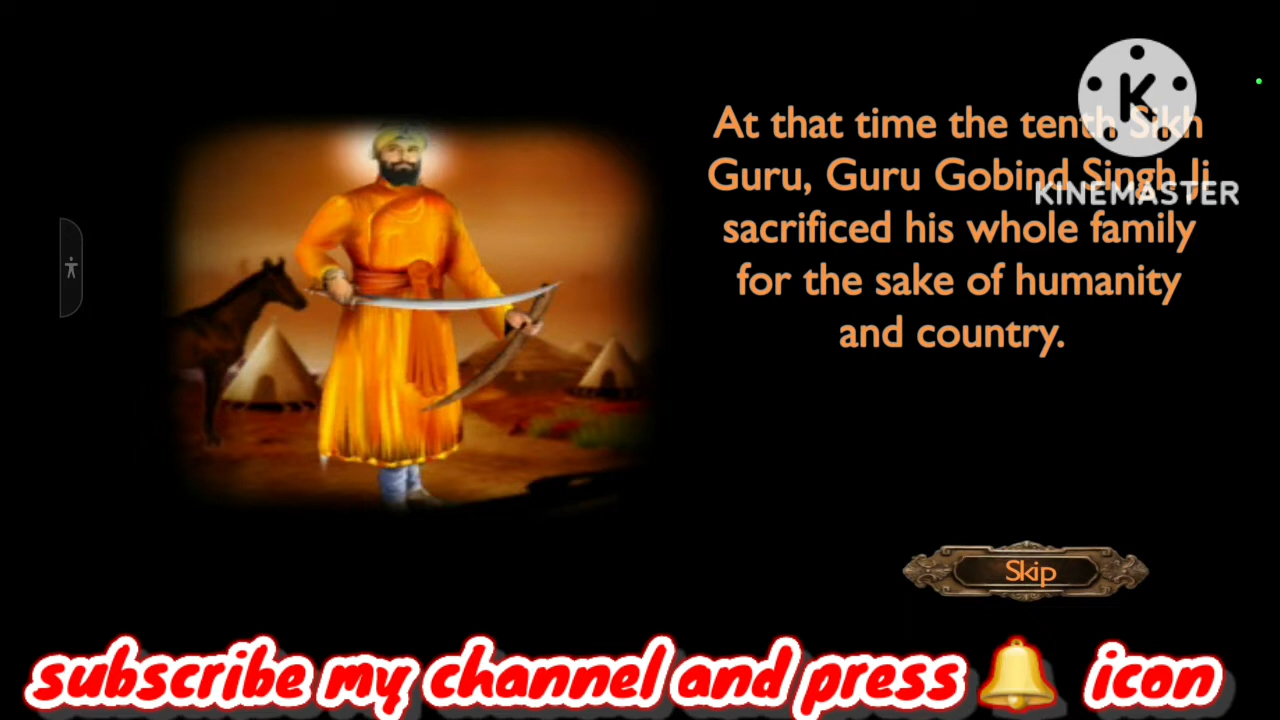 At that time the tenth Sikh
Guru, Guru Gobind Singh Ji
sacrificed his whole family
for the sake of humanity
and country.
K
KINEMASTER
Skip
subscribe my channel and press 🔔 icon